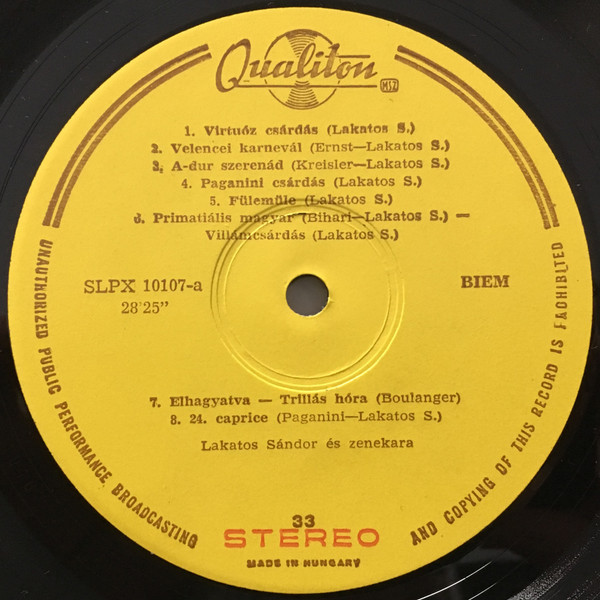 Qualiton
MSZ
1. Virtuóz csárdás (Lakatos S.)
2. Velencei karnevál (Ernst—Lakatos S.)
3. A-dur szerenád (Kreisler—Lakatos S.)
4. Paganini csárdás (Lakatos S.)
5. Fülemüle (Lakatos S.)
6. Primatiális magyar (Bihari—Lakatos S.) —
Villámcsárdás (Lakatos S.)
SLPX 10107-a
28'25"
BIEM
7. Elhagyatva — Trillás hóra (Boulanger)
8. 24. caprice (Paganini—Lakatos S.)
Lakatos Sándor és zenekara
33
STEREO
MADE IN HUNGARY
UNAUTHORIZED PUBLIC PERFORMANCE, BROADCASTING AND COPYING OF THIS RECORD IS PROHIBITED